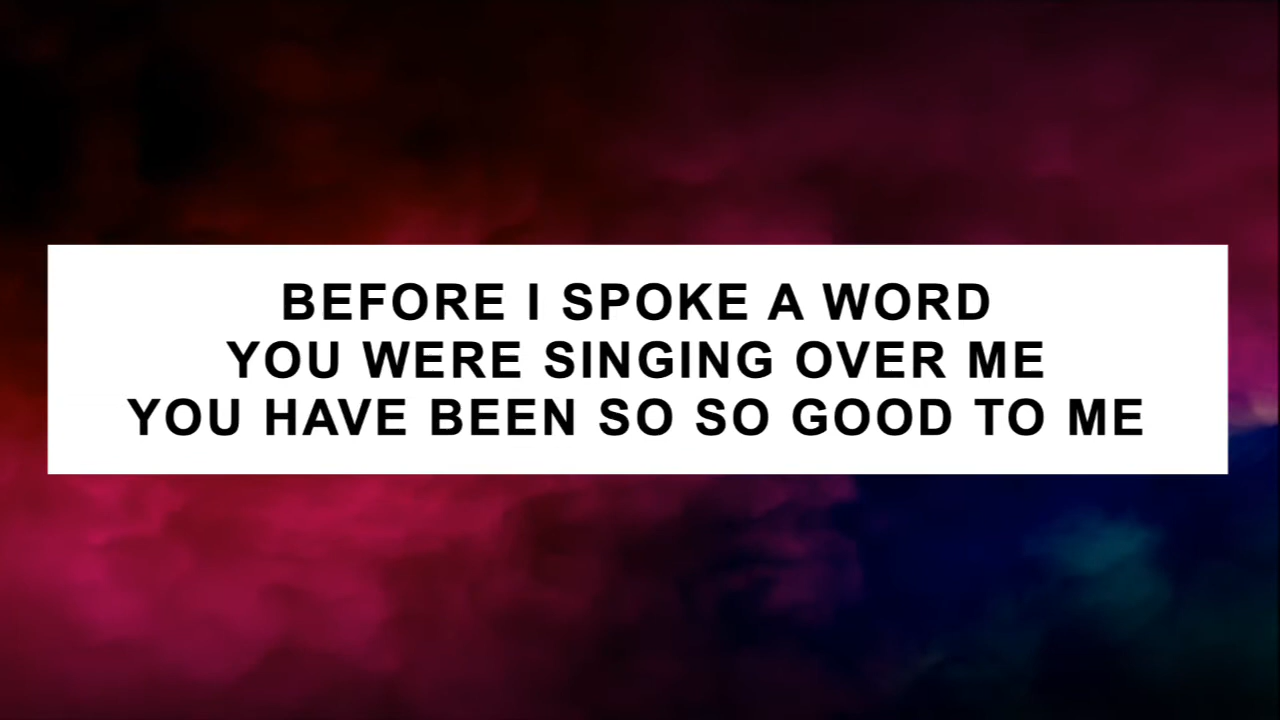 BEFORE I SPOKE A WORD
YOU WERE SINGING OVER ME
YOU HAVE BEEN SO SO GOOD TO ME